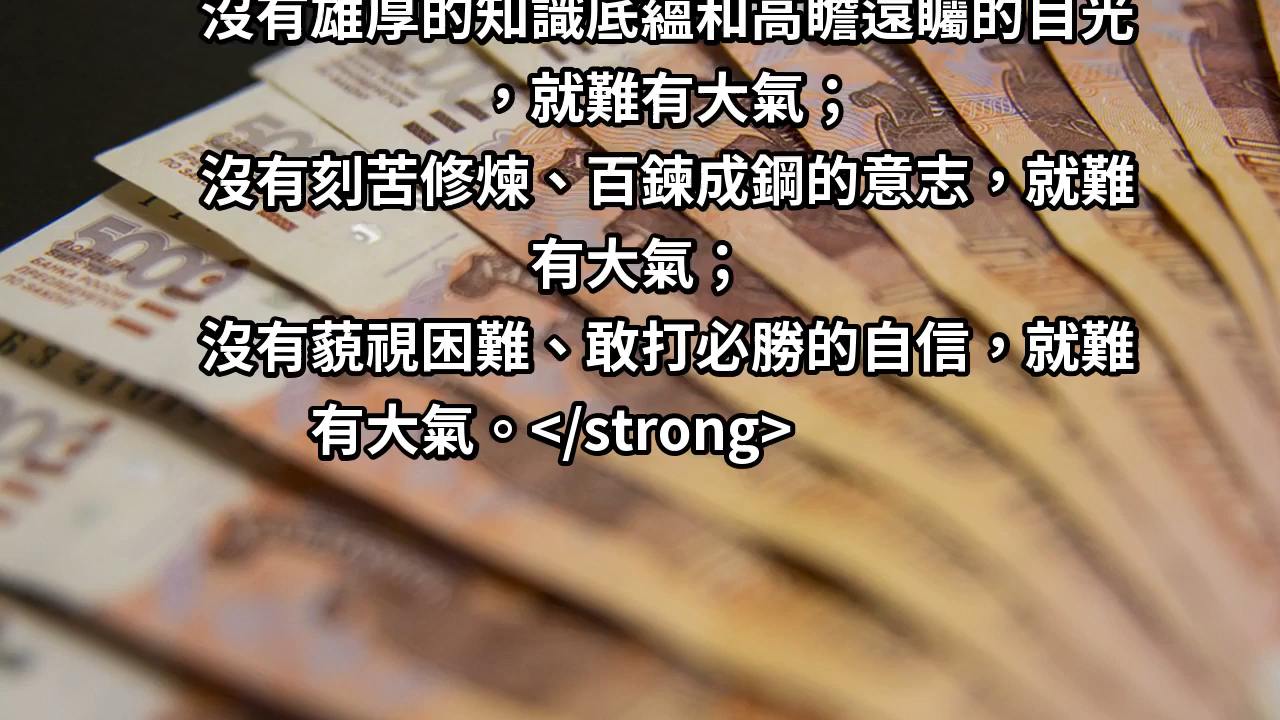 沒有雄厚的知識底蘊和高瞻遠矚的目光
，就難有大氣；
沒有刻苦修煉、百鍊成鋼的意志，就難
有大氣；
沒有藐視困難、敢打必勝的自信，就難
有大氣。</strong>
5000